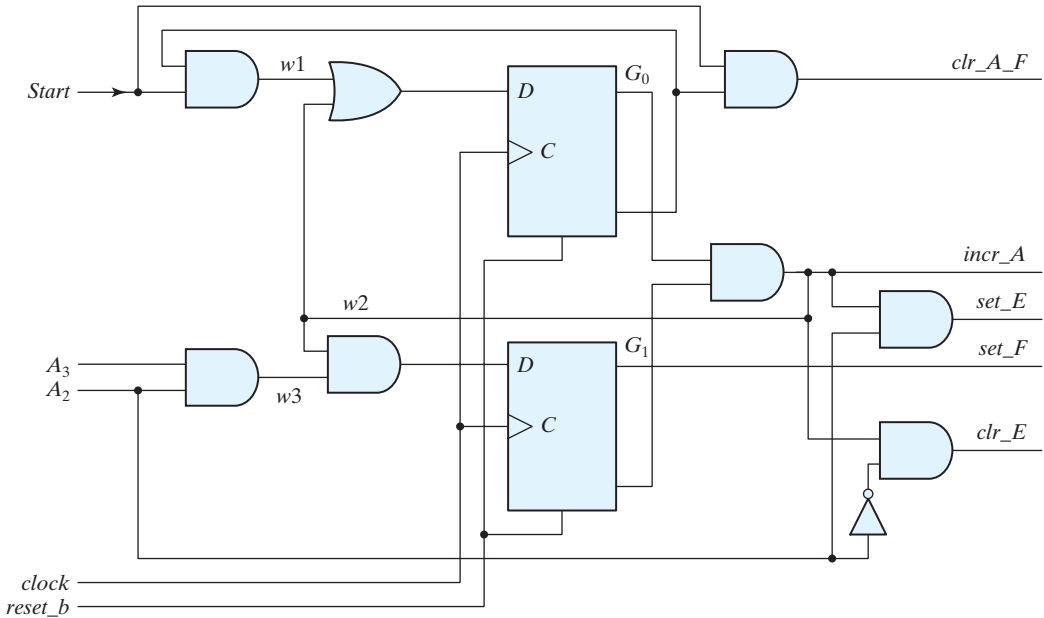 Start
w1
D
C
G0
clr_A_F
incr_A
set_E
set_F
clr_E
w2
A3
A2
w3
D
C
G1
clock
reset_b